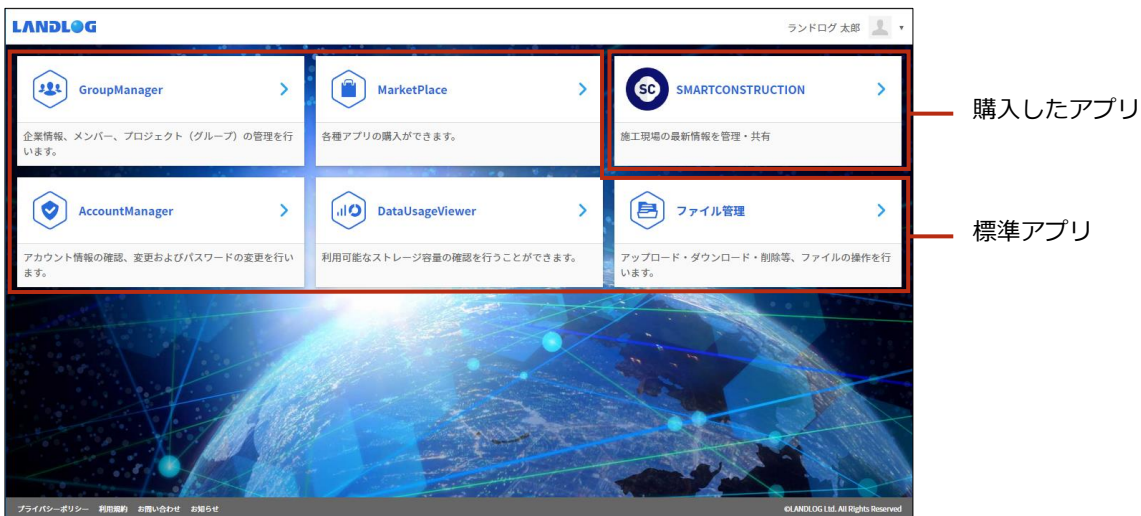 LANDLOG
ランドログ 太郎
GroupManager
企業情報、メンバー、プロジェクト（グループ）の管理を行
います。
MarketPlace
各種アプリの購入ができます。
SC
SMARTCONSTRUCTION
施工現場の最新情報を管理・共有
購入したアプリ
AccountManager
アカウント情報の確認、変更およびパスワードの変更を行い
ます。
DataUsageViewer
利用可能なストレージ容量の確認を行うことができます。
ファイル管理
アップロード・ダウンロード・削除等、ファイルの操作を行
います。
標準アプリ
プライバシーポリシー 利用規約 お問い合わせ お知らせ
©LANDLOG Ltd. All Rights Reserved